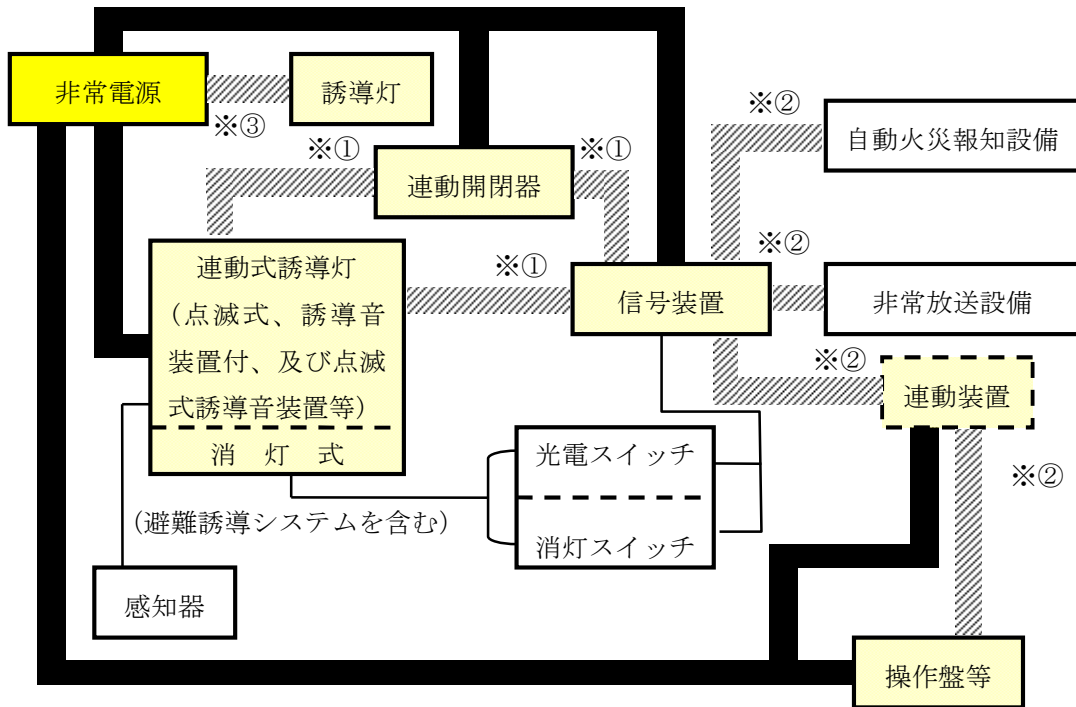 非常電源
誘導灯
※③
※①
※①
連動開閉器
※②
自動火災報知設備
連動式誘導灯
(点滅式、誘導音
装置付、及び点滅
式誘導音装置等)
消 灯 式
※①
信号装置
※②
非常放送設備
※②
連動装置
※②
光電スイッチ
消灯スイッチ
(避難誘導システムを含む)
感知器
操作盤等